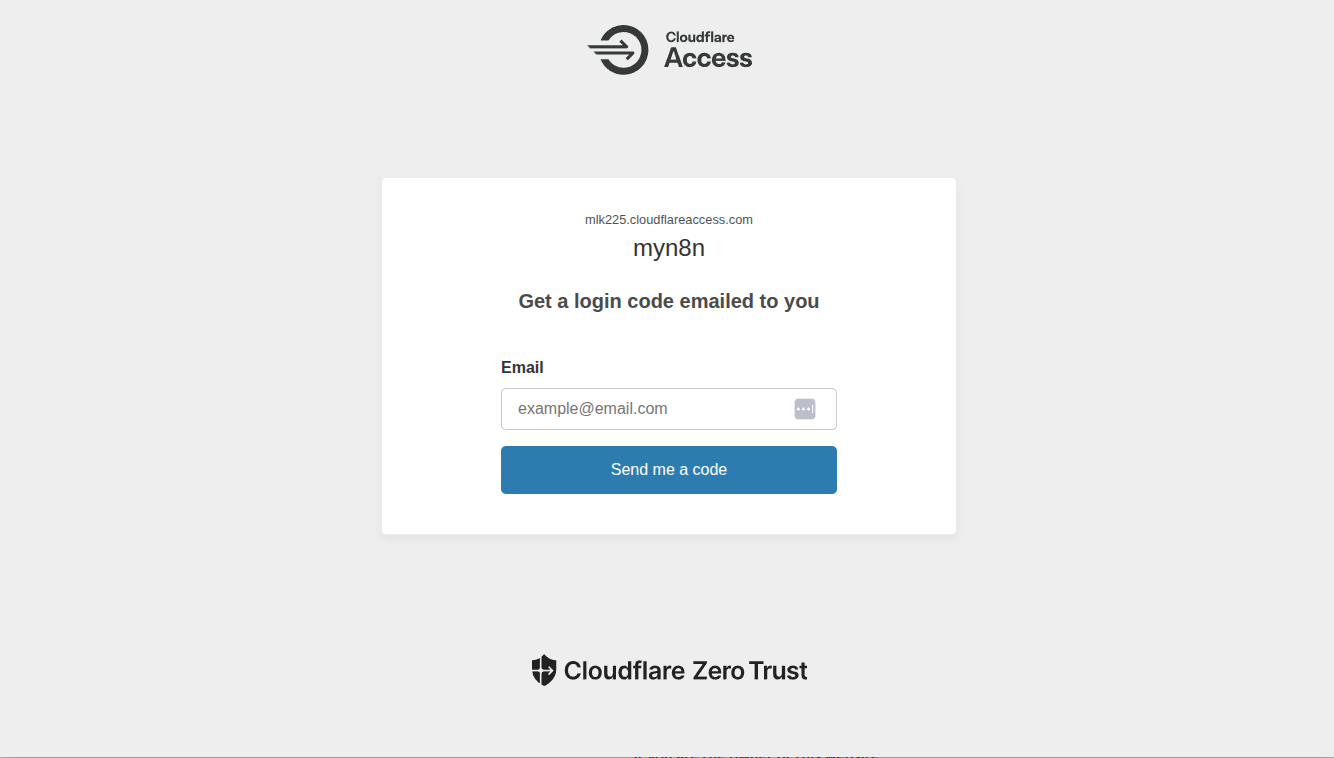 Cloudflare
Access
mlk225.cloudflareaccess.com
myn8n
Get a login code emailed to you
Email
example@email.com
Send me a code
Cloudflare Zero Trust